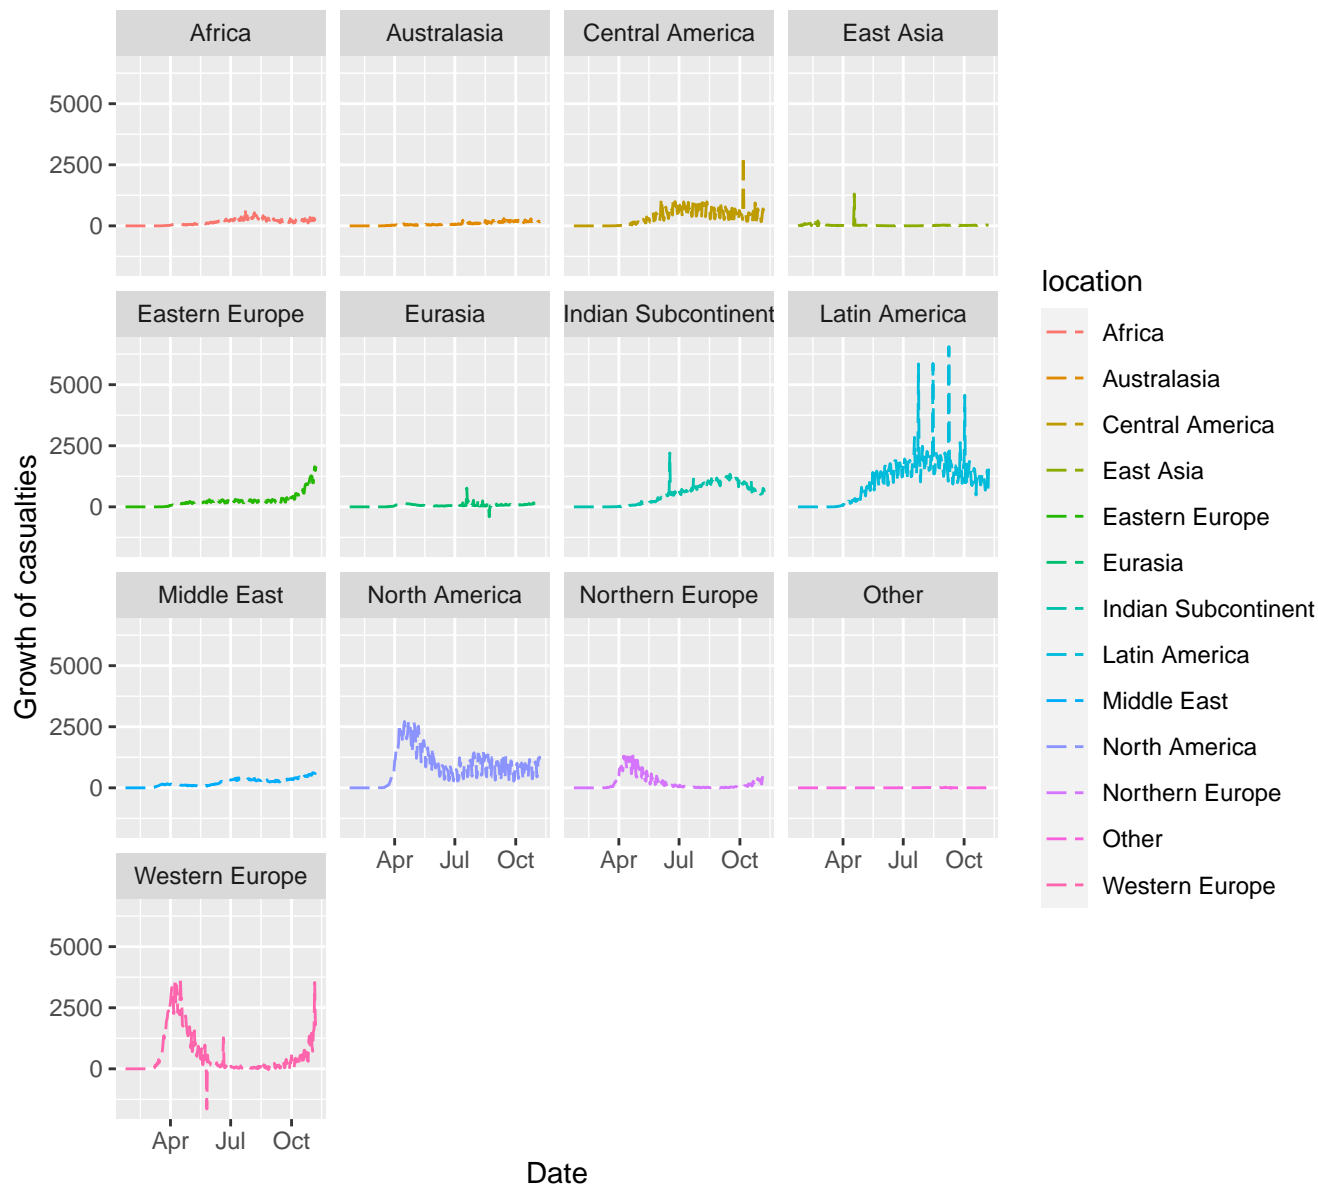 Africa
Australasia
Central America
East Asia
5000
2500
0
Eastern Europe
Eurasia
Indian Subcontinent
Latin America
5000
2500
0
Middle East
North America
Northern Europe
Other
5000
2500
0
Apr Jul Oct
Apr Jul Oct
Apr Jul Oct
Western Europe
5000
2500
0
Apr Jul Oct
Growth of casualties
Date
location
Africa
Australasia
Central America
East Asia
Eastern Europe
Eurasia
Indian Subcontinent
Latin America
Middle East
North America
Northern Europe
Other
Western Europe